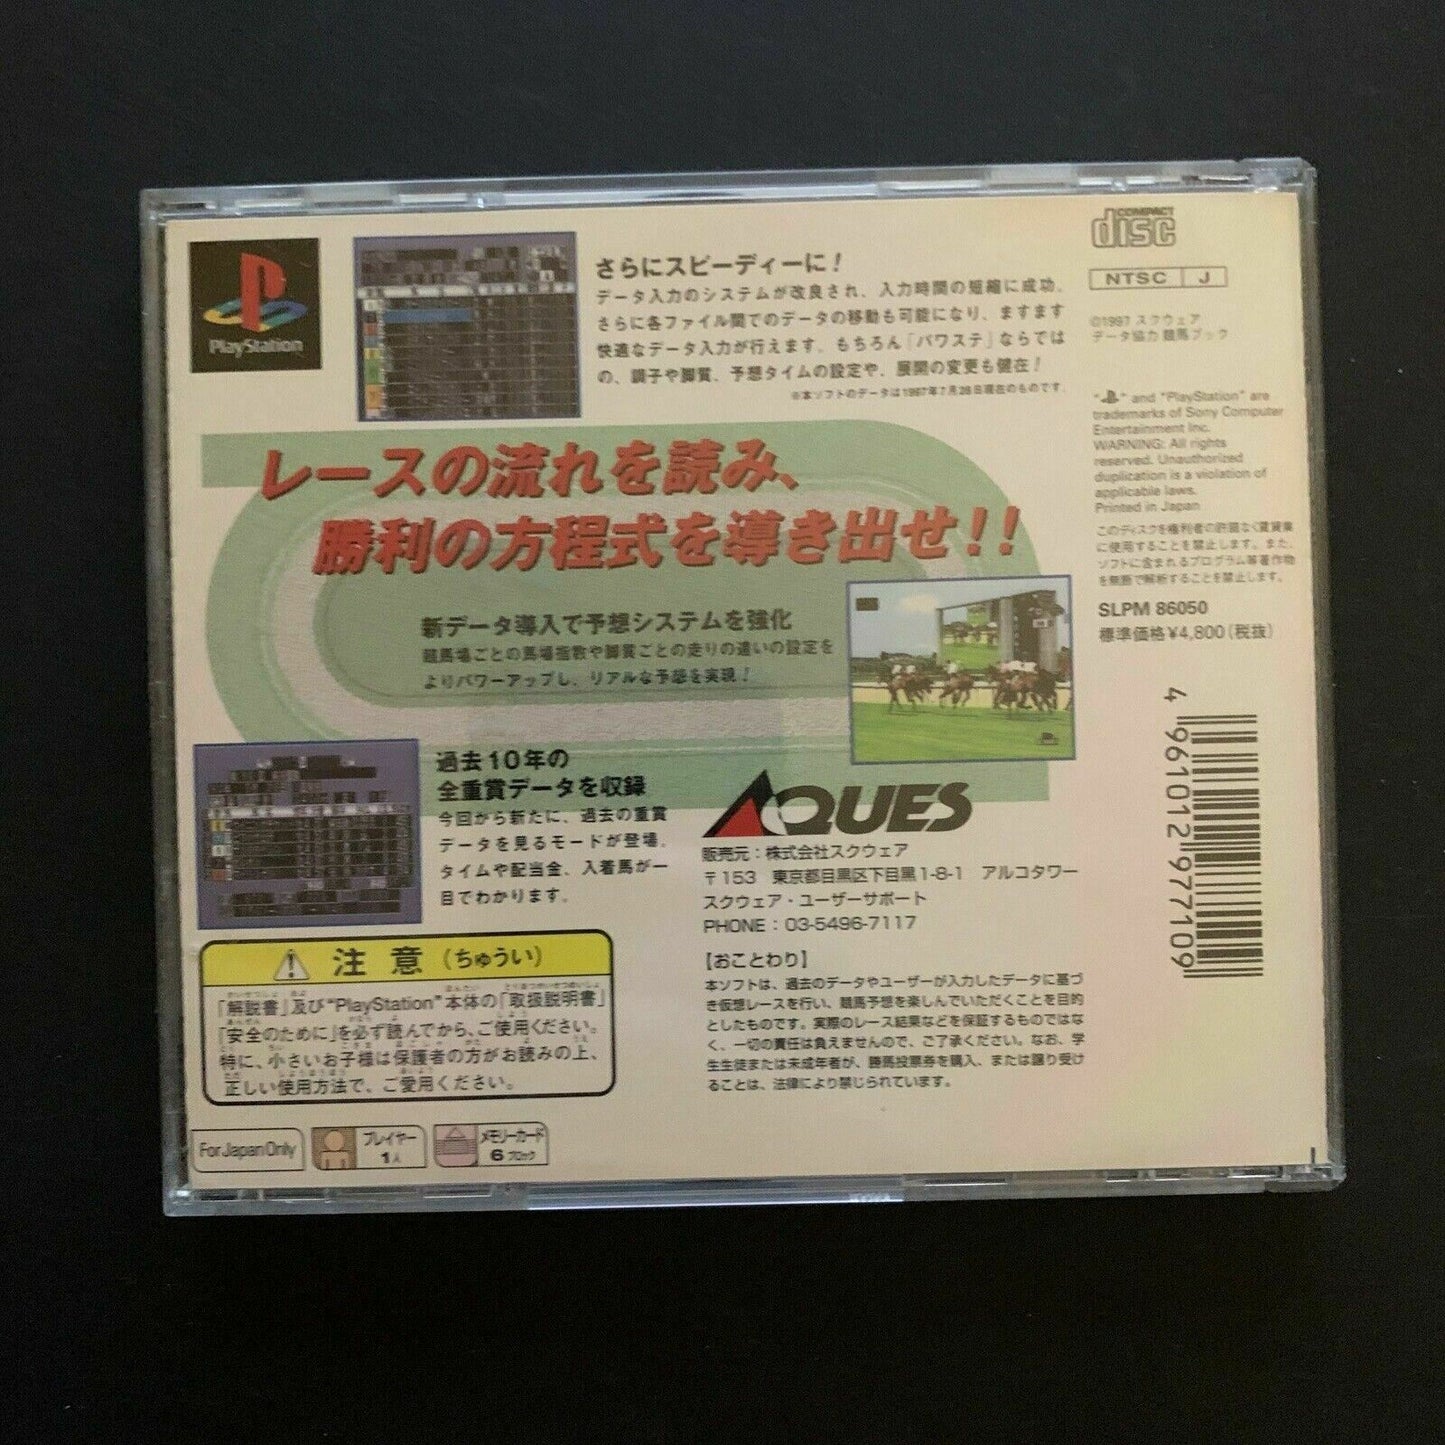 PlayStation
さらにスピーディーに!
データ入力のシステムが改良され、入力時間の短縮に成功。
さらに各ファイル間でのデータの移動も可能になり、ますます
快適なデータ入力が行えます。もちろん「パワステ」ならでは
の、調子や脚質、予想タイムの設定や、展開の変更も健在!
※本ソフトのデータは1997年7月28日現在のものです。
レースの流れを読み、
勝利の方程式を導き出せ!!
新データ導入で予想システムを強化
競馬場ごとの馬場指数や脚質ごとの走りの違いの設定を
よりパワーアップし、リアルな予想を実現!
過去10年の
全重賞データを収録
今回から新たに、過去の重賞
データを見るモードが登場。
タイムや配当金、入着馬が一
目でわかります。
AQUES
販売元:株式会社スクウェア
〒153 東京都目黒区下目黒1-8-1 アルコタワー
スクウェア・ユーザーサポート
PHONE:03-5496-7117
【おことわり】
本ソフトは、過去のデータやユーザーが入力したデータに基づ
き仮想レースを行い、競馬予想を楽しんでいただくことを目的
としたものです。実際のレース結果などを保証するものではな
く、一切の責任は負えませんので、ご了承ください。なお、学
生生徒または未成年者が、勝馬投票券を購入、または譲り受け
ることは、法律により禁じられています。
注意(ちゅうい)
「解説書」及び"PlayStation"本体の「取扱説明書」
「安全のために」を必ず読んでから、ご使用ください。
特に、小さいお子様は保護者の方がお読みの上、
正しい使用方法で、ご愛用ください。
For Japan Only
プレイヤー
1人
メモリーカード
6ブロック
COMPACT
disc
NTSC J
©1997 スクウェア
データ協力 競馬ブック
"PS" and "PlayStation" are
trademarks of Sony Computer
Entertainment Inc.
WARNING: All rights
reserved. Unauthorized
duplication is a violation of
applicable laws.
Printed in Japan
このディスクを権利者の許諾なく賃貸業
に使用することを禁止します。また、
ソフトに含まれるプログラム等著作物
を無断で解析することを禁止します。
SLPM 86050
標準価格¥4,800(税抜)
4 961012 977109